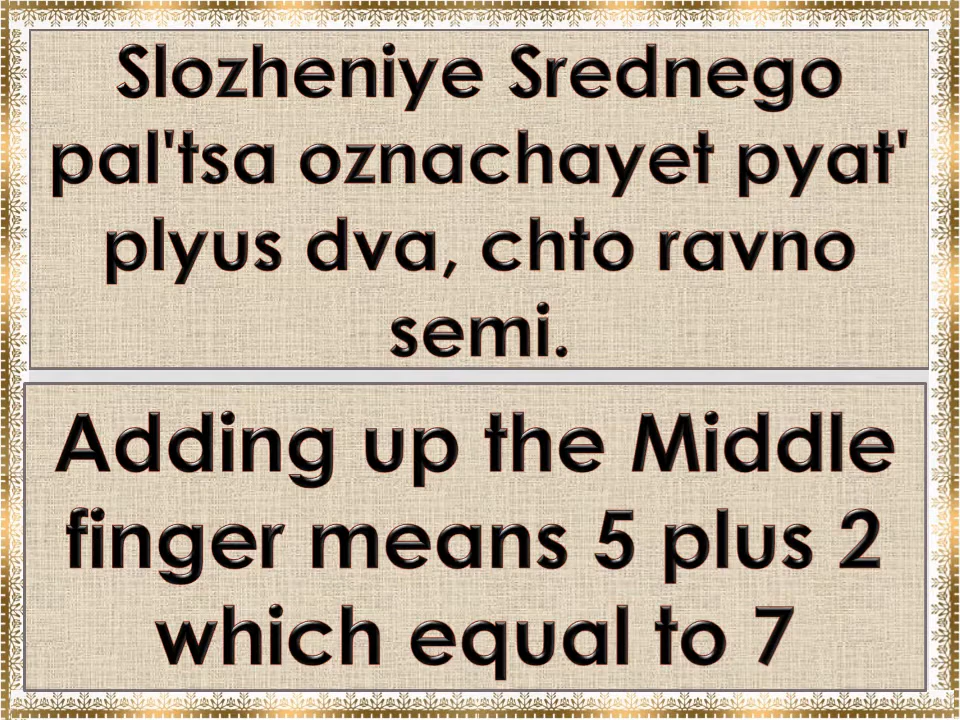 Slozheniye Srednego
pal'tsa oznachayet pyat'
plyus dva, chto ravno
semi.
Adding up the Middle
finger means 5 plus 2
which equal to 7